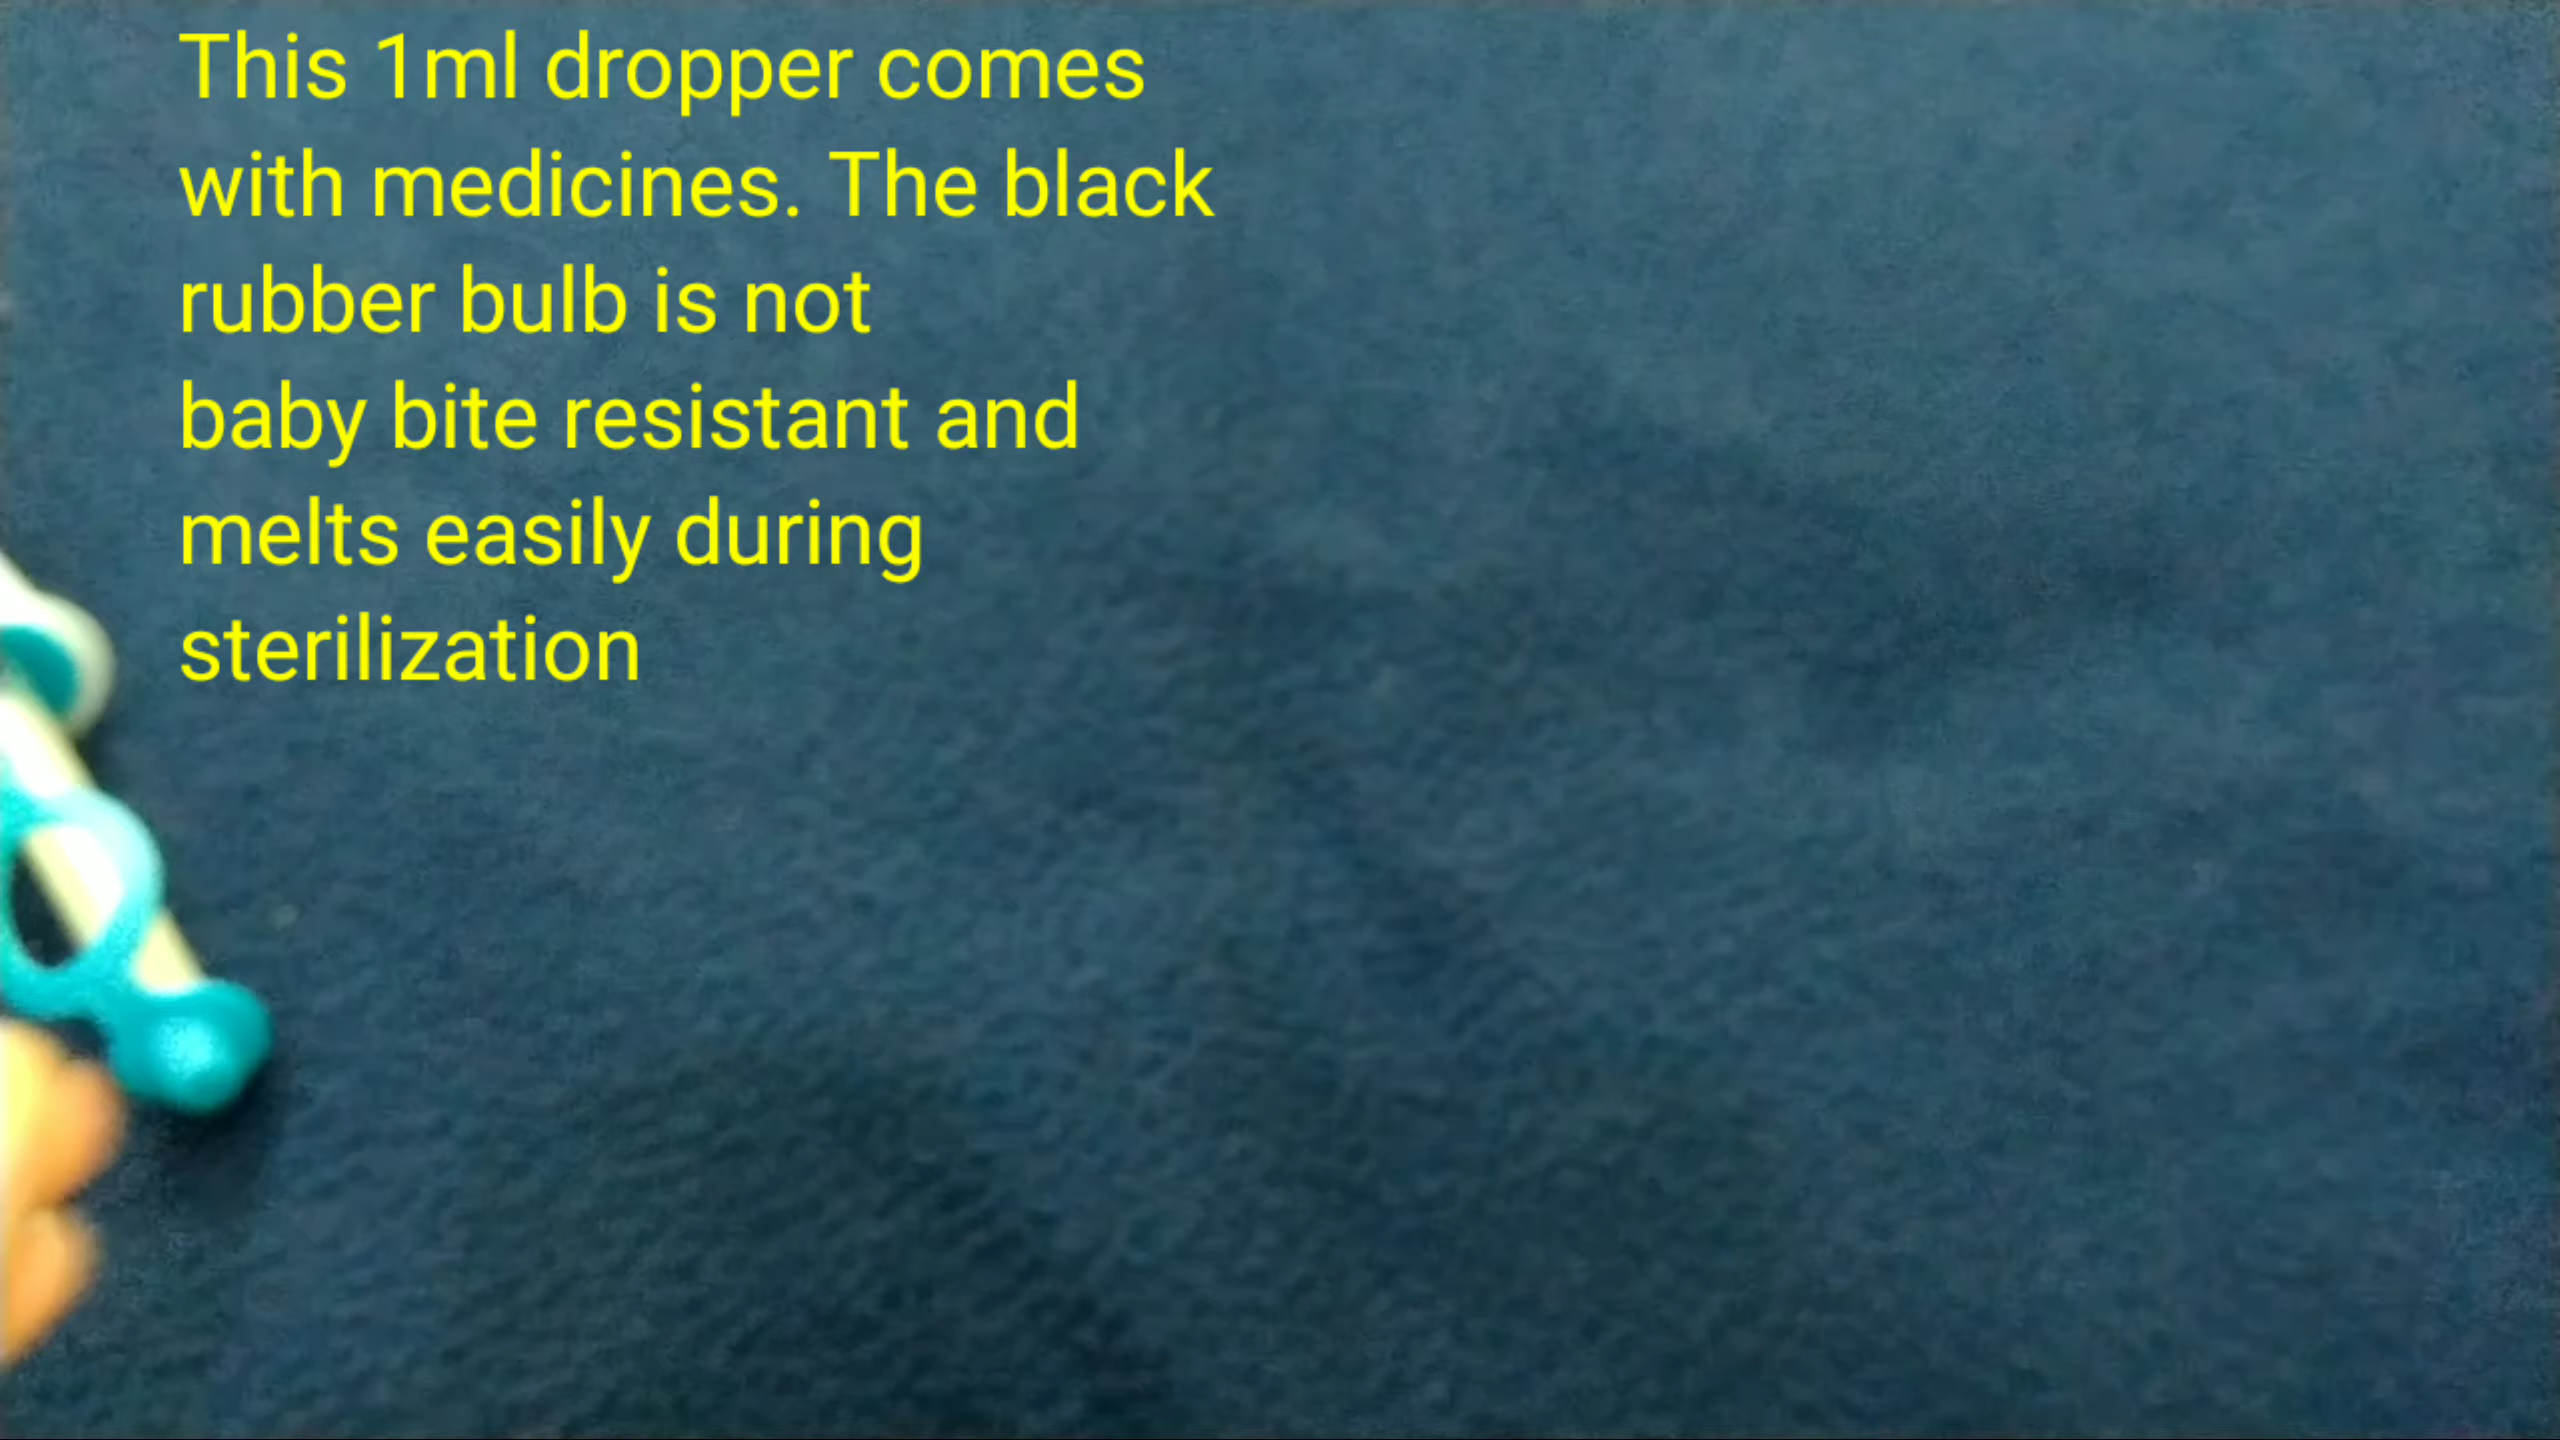 This 1ml dropper comes
with medicines. The black
rubber bulb is not
baby bite resistant and
melts easily during
sterilization